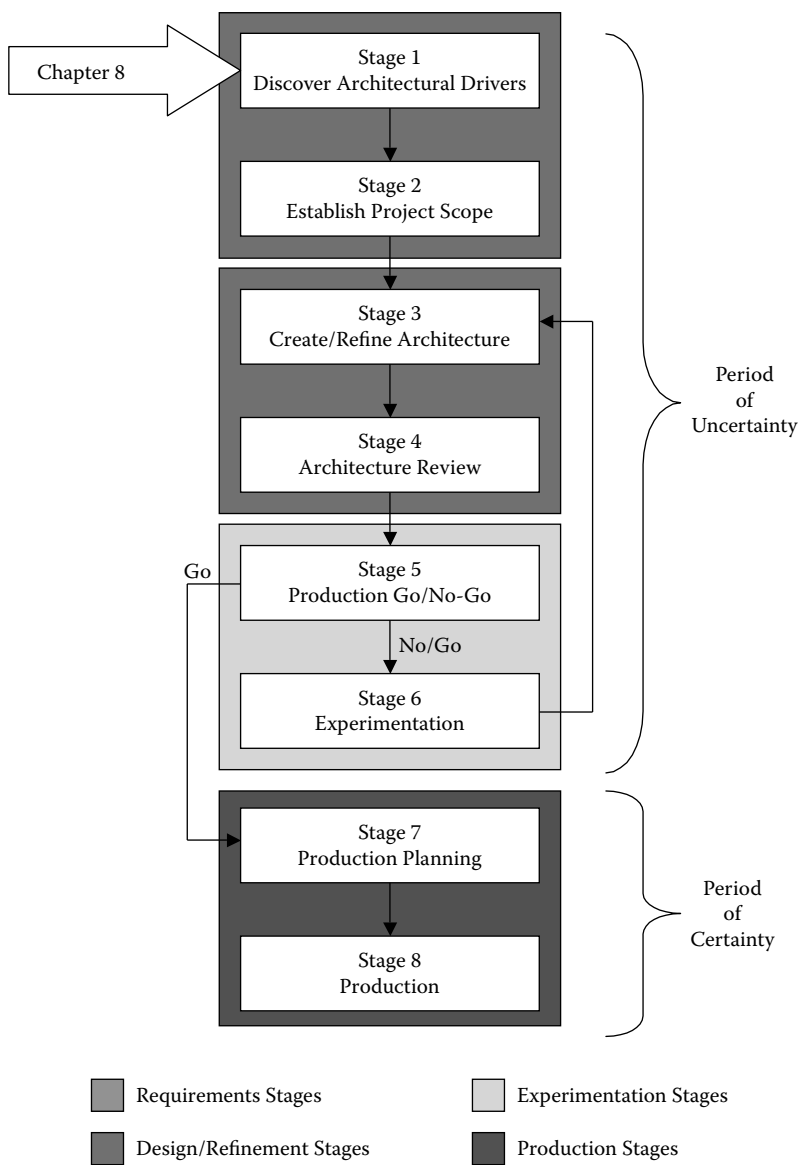 Chapter 8
Stage 1
Discover Architectural Drivers
Stage 2
Establish Project Scope
Stage 3
Create/Refine Architecture
Stage 4
Architecture Review
Period
of
Uncertainty
Go
Stage 5
Production Go/No-Go
No/Go
Stage 6
Experimentation
Stage 7
Production Planning
Stage 8
Production
Period
of
Certainty
Requirements Stages
Experimentation Stages
Design/Refinement Stages
Production Stages